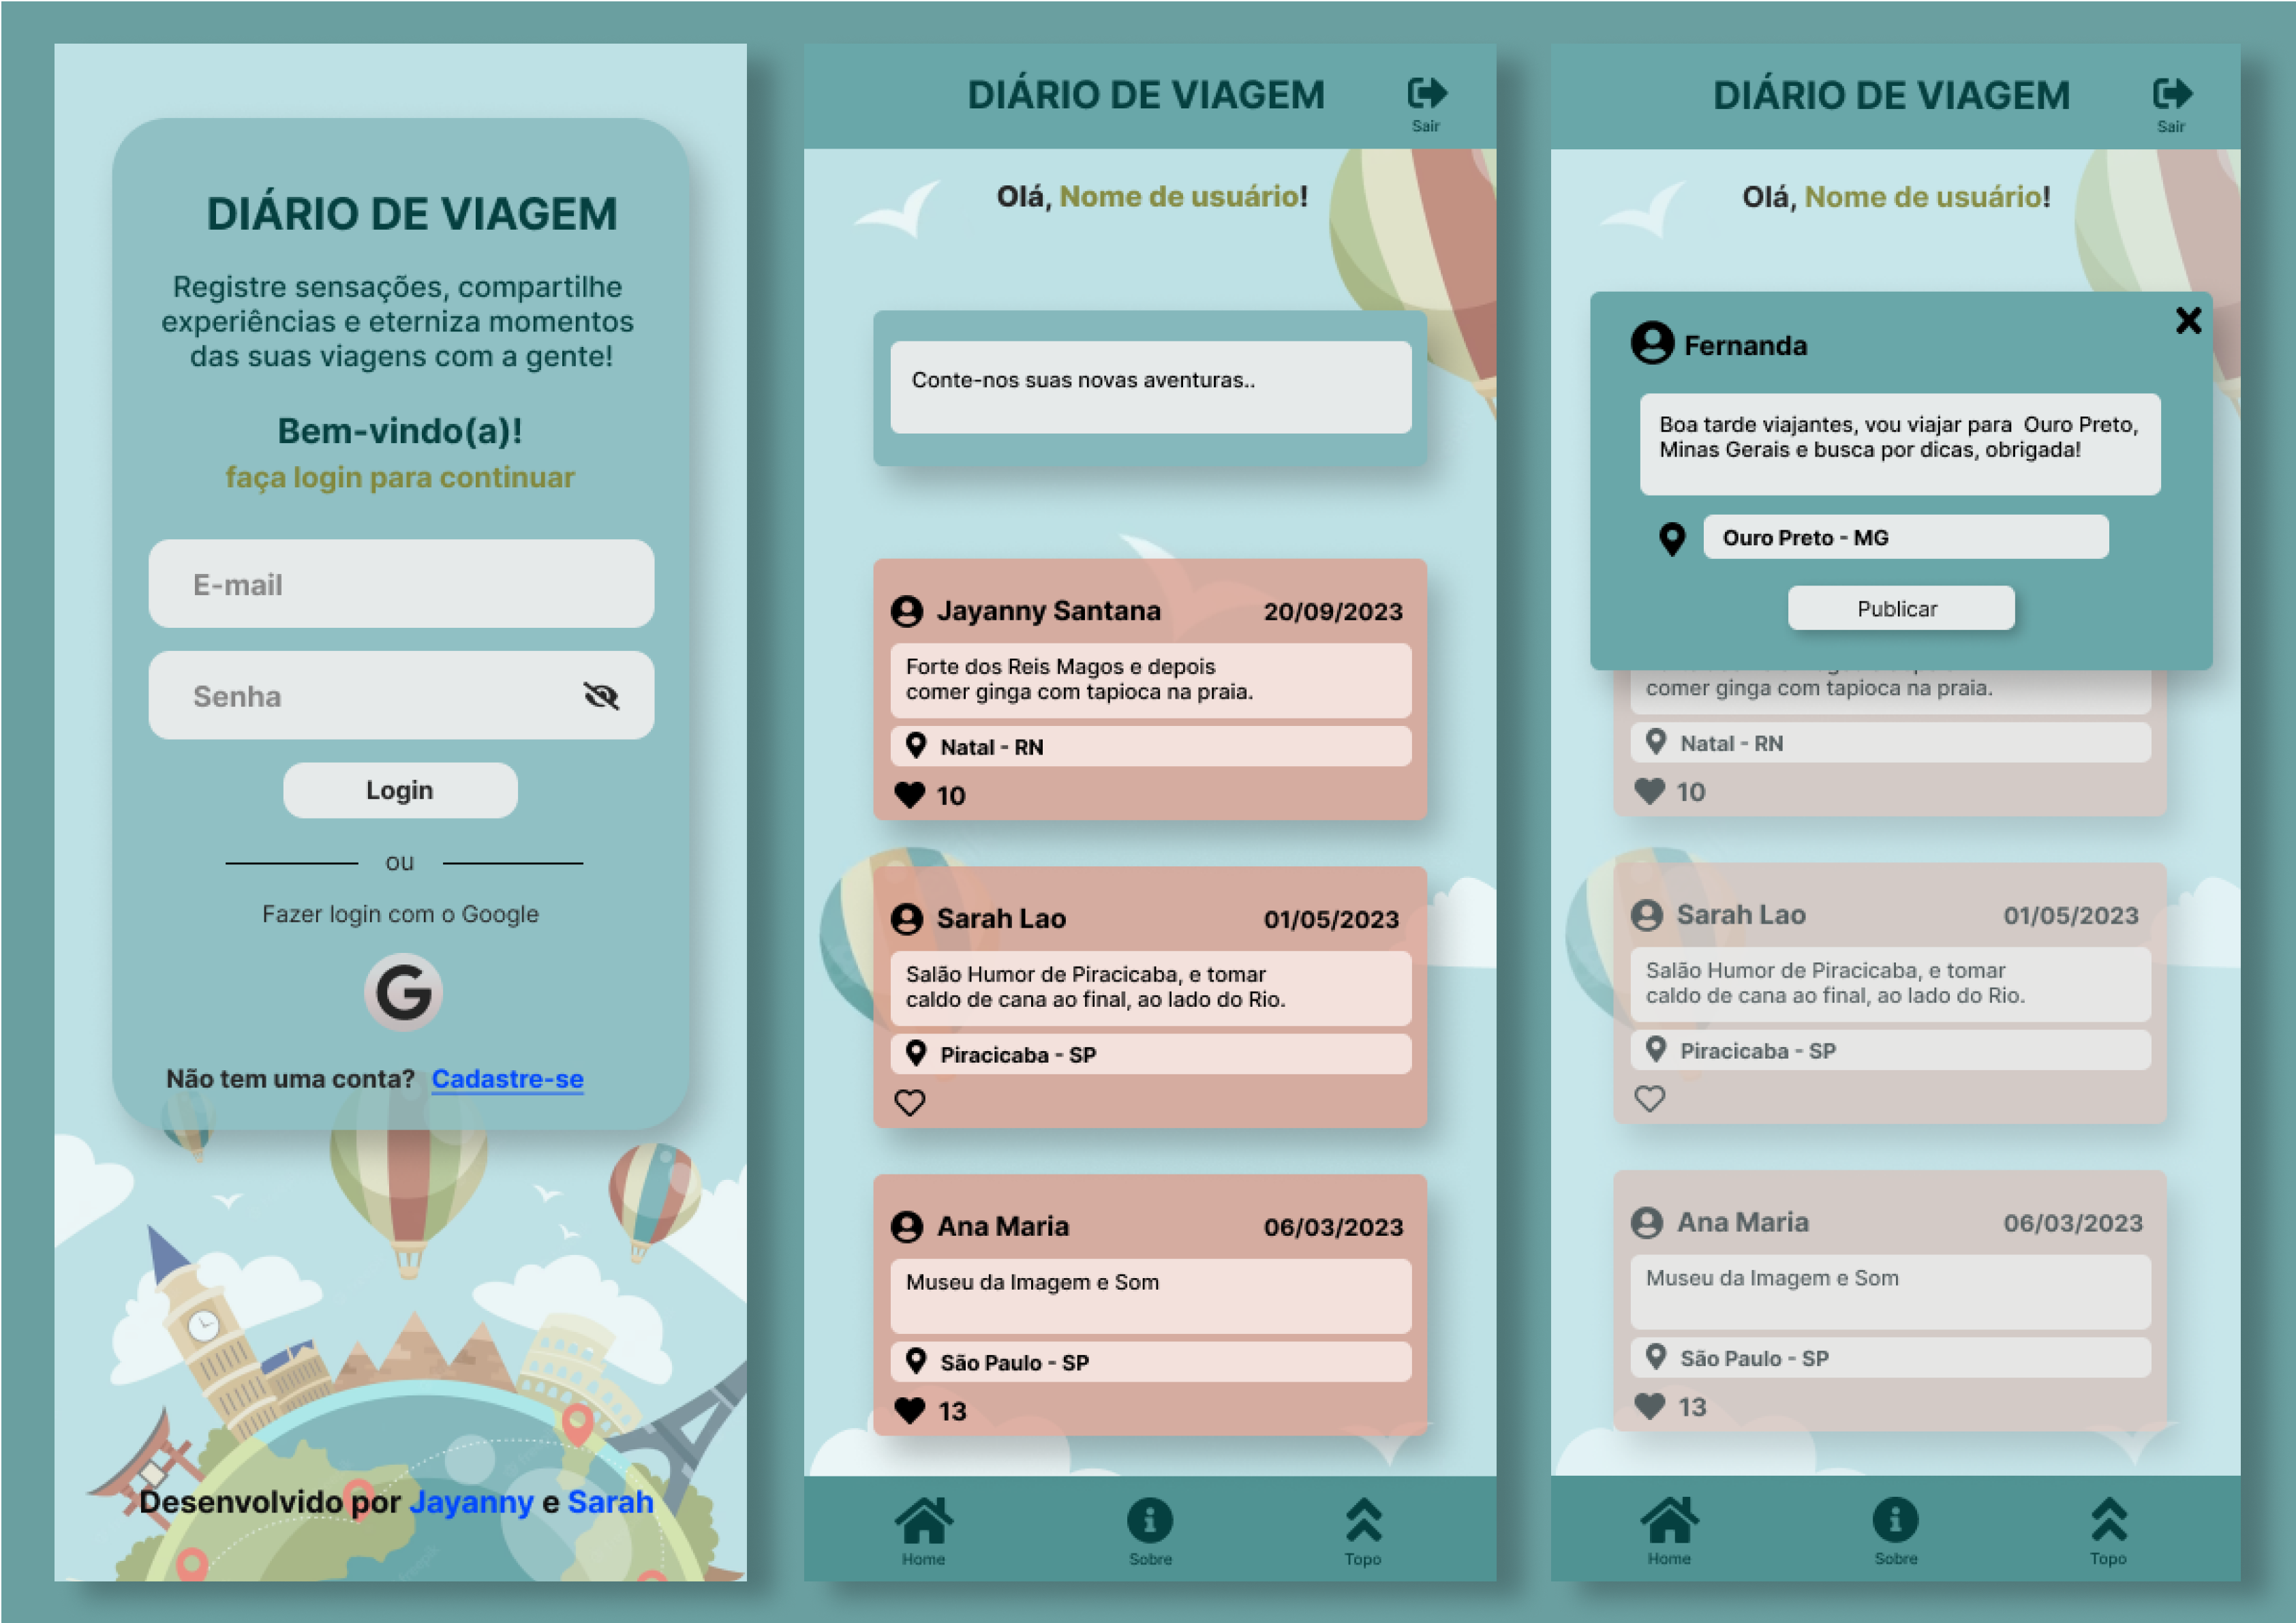 DIÁRIO DE VIAGEM
Registre sensações, compartilhe
experiências e eterniza momentos
das suas viagens com a gente!
Bem-vindo(a)!
faça login para continuar
E-mail
Senha
Login
ou
Fazer login com o Google
G
Não tem uma conta? Cadastre-se
Desenvolvido por Jayanny e Sarah
DIÁRIO DE VIAGEM
Sair
Olá, Nome de usuário!
Conte-nos suas novas aventuras..
Jayanny Santana 20/09/2023
Forte dos Reis Magos e depois
comer ginga com tapioca na praia.
Natal - RN
10
Sarah Lao 01/05/2023
Salão Humor de Piracicaba, e tomar
caldo de cana ao final, ao lado do Rio.
Piracicaba - SP
Ana Maria 06/03/2023
Museu da Imagem e Som
São Paulo - SP
13
Home Sobre Topo
DIÁRIO DE VIAGEM
Sair
Olá, Nome de usuário!
Fernanda
Boa tarde viajantes, vou viajar para Ouro Preto,
Minas Gerais e busca por dicas, obrigada!
Ouro Preto - MG
Publicar
comer ginga com tapioca na praia.
Natal - RN
10
Sarah Lao 01/05/2023
Salão Humor de Piracicaba, e tomar
caldo de cana ao final, ao lado do Rio.
Piracicaba - SP
Ana Maria 06/03/2023
Museu da Imagem e Som
São Paulo - SP
13
Home Sobre Topo